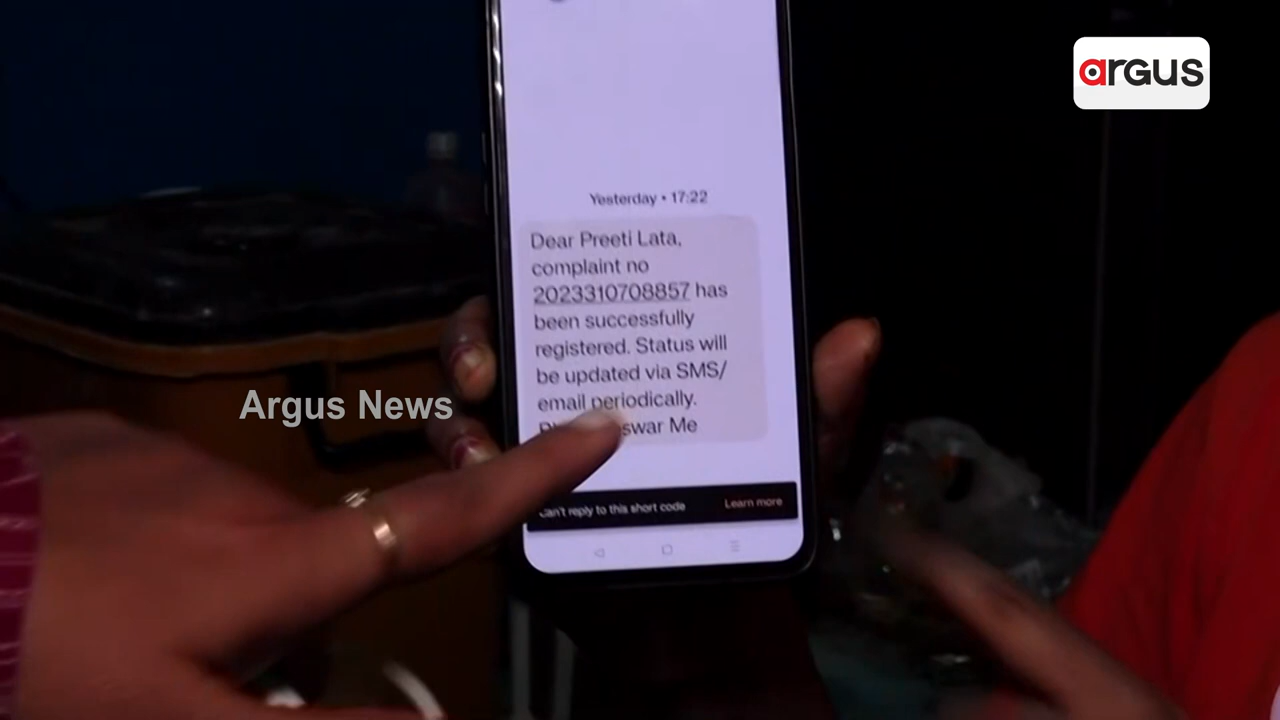 argus
Yesterday • 17:22
Dear Preeti Lata,
complaint no
2023310708857 has
been successfully
registered. Status will
be updated via SMS/
email periodically.
Me
Argus News
Can't reply to this short code
Learn more